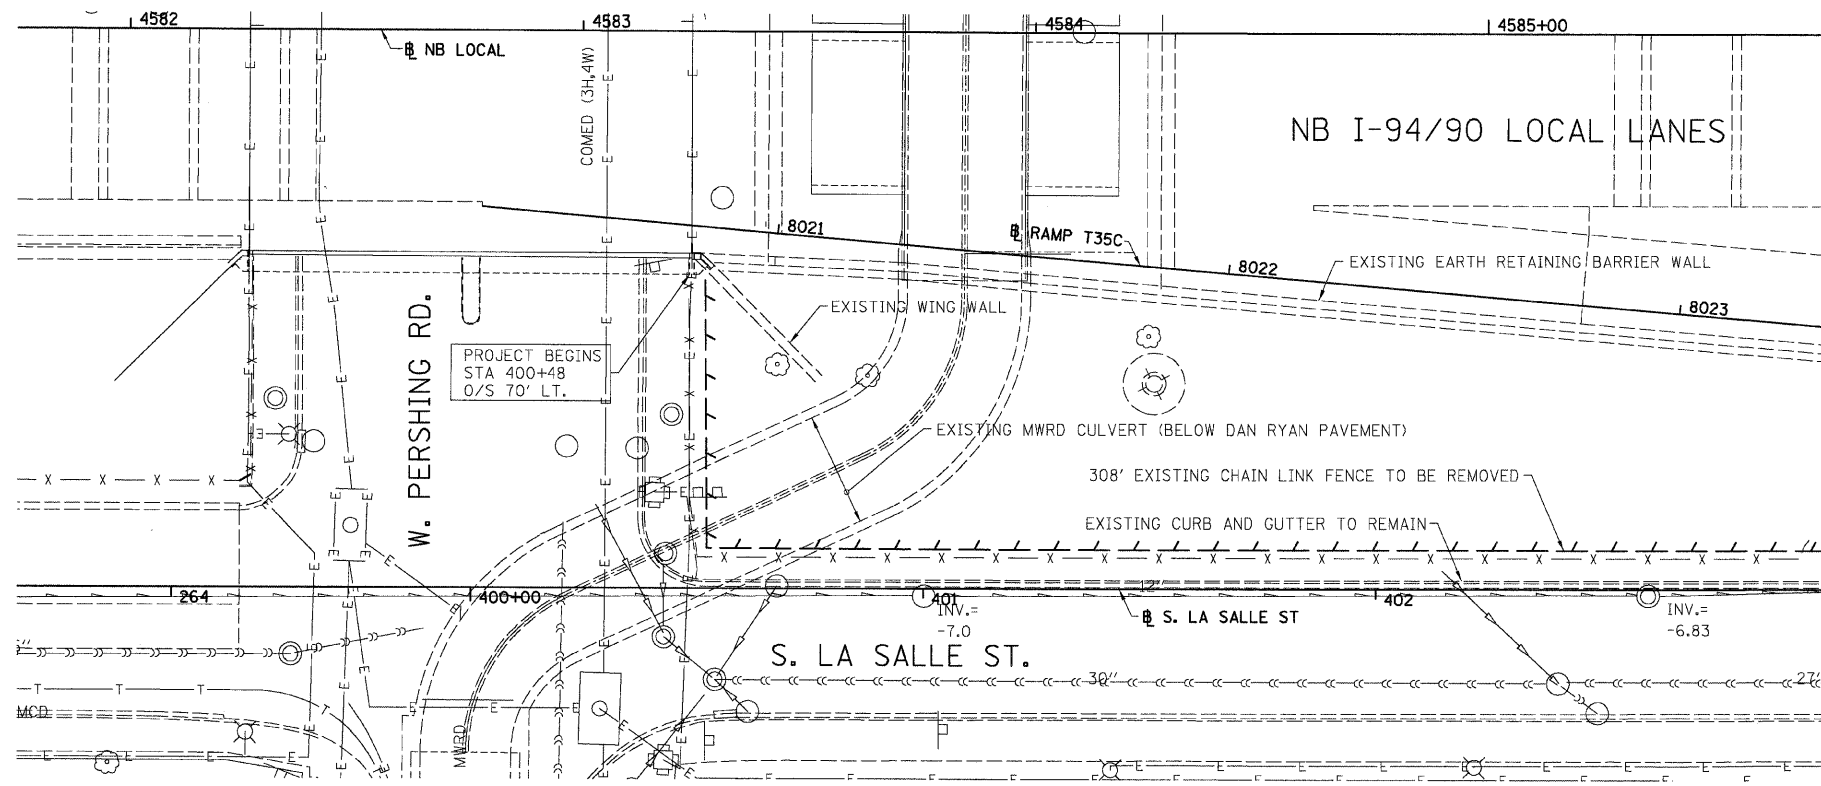 4582
4583
4584
4585+00
℄ NB LOCAL
COMED (3H,4W)
NB I-94/90 LOCAL LANES
8021
℄ RAMP T35C
8022
EXISTING EARTH RETAINING BARRIER WALL
8023
EXISTING WING WALL
W. PERSHING RD.
PROJECT BEGINS
STA 400+48
O/S 70' LT.
EXISTING MWRD CULVERT (BELOW DAN RYAN PAVEMENT)
308' EXISTING CHAIN LINK FENCE TO BE REMOVED
EXISTING CURB AND GUTTER TO REMAIN
264
400+00
401
12"
402
INV.=
-7.0
℄ S. LA SALLE ST
INV.=
-6.83
S. LA SALLE ST.
30"
27"
MCD
MWRD